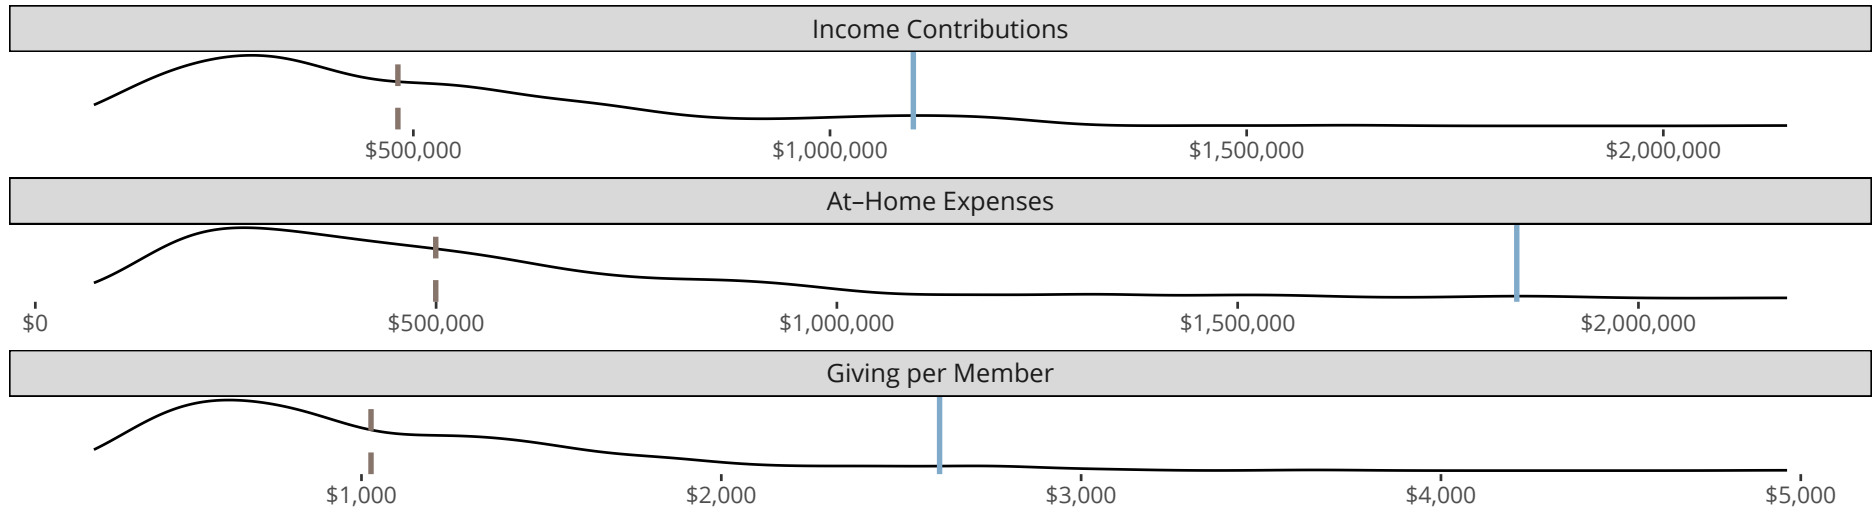 Income Contributions
$500,000 $1,000,000 $1,500,000 $2,000,000
At–Home Expenses
$0 $500,000 $1,000,000 $1,500,000 $2,000,000
Giving per Member
$1,000 $2,000 $3,000 $4,000 $5,000